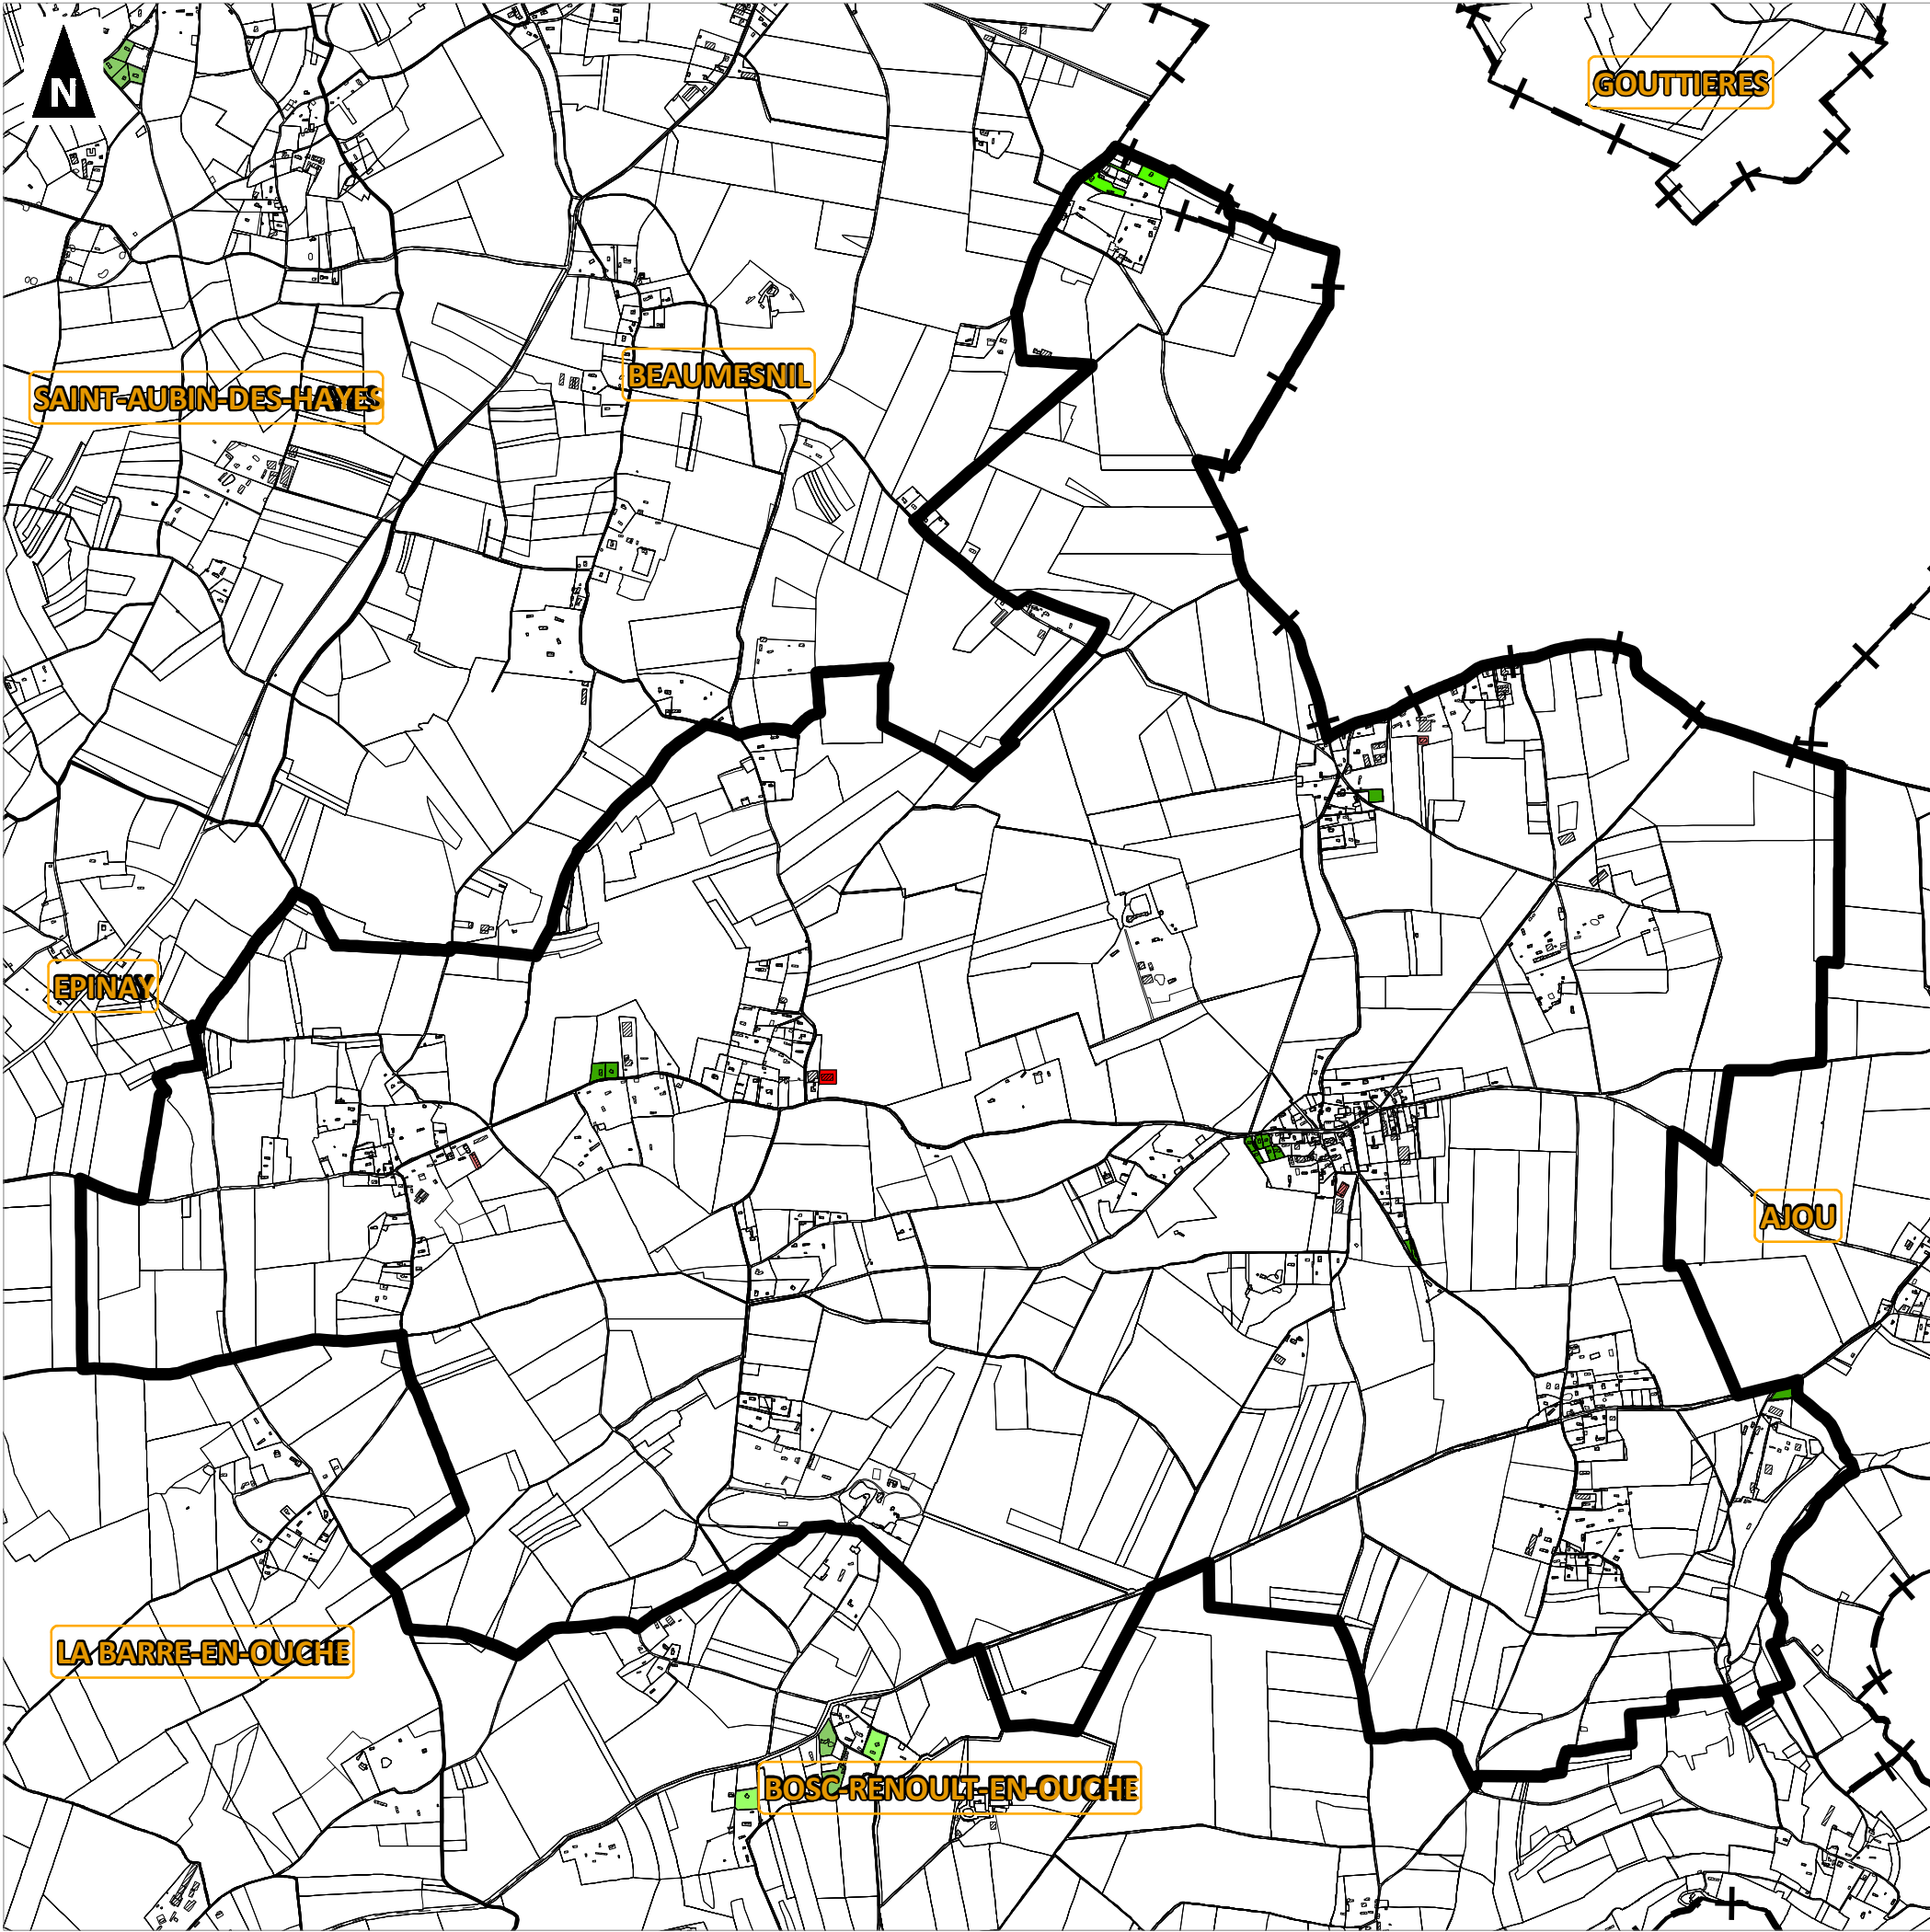 N
GOUTTIERES
BEAUMESNIL
SAINT-AUBIN-DES-HAYES
EPINAY
AJOU
LA BARRE-EN-OUCHE
BOSC-RENOULT-EN-OUCHE